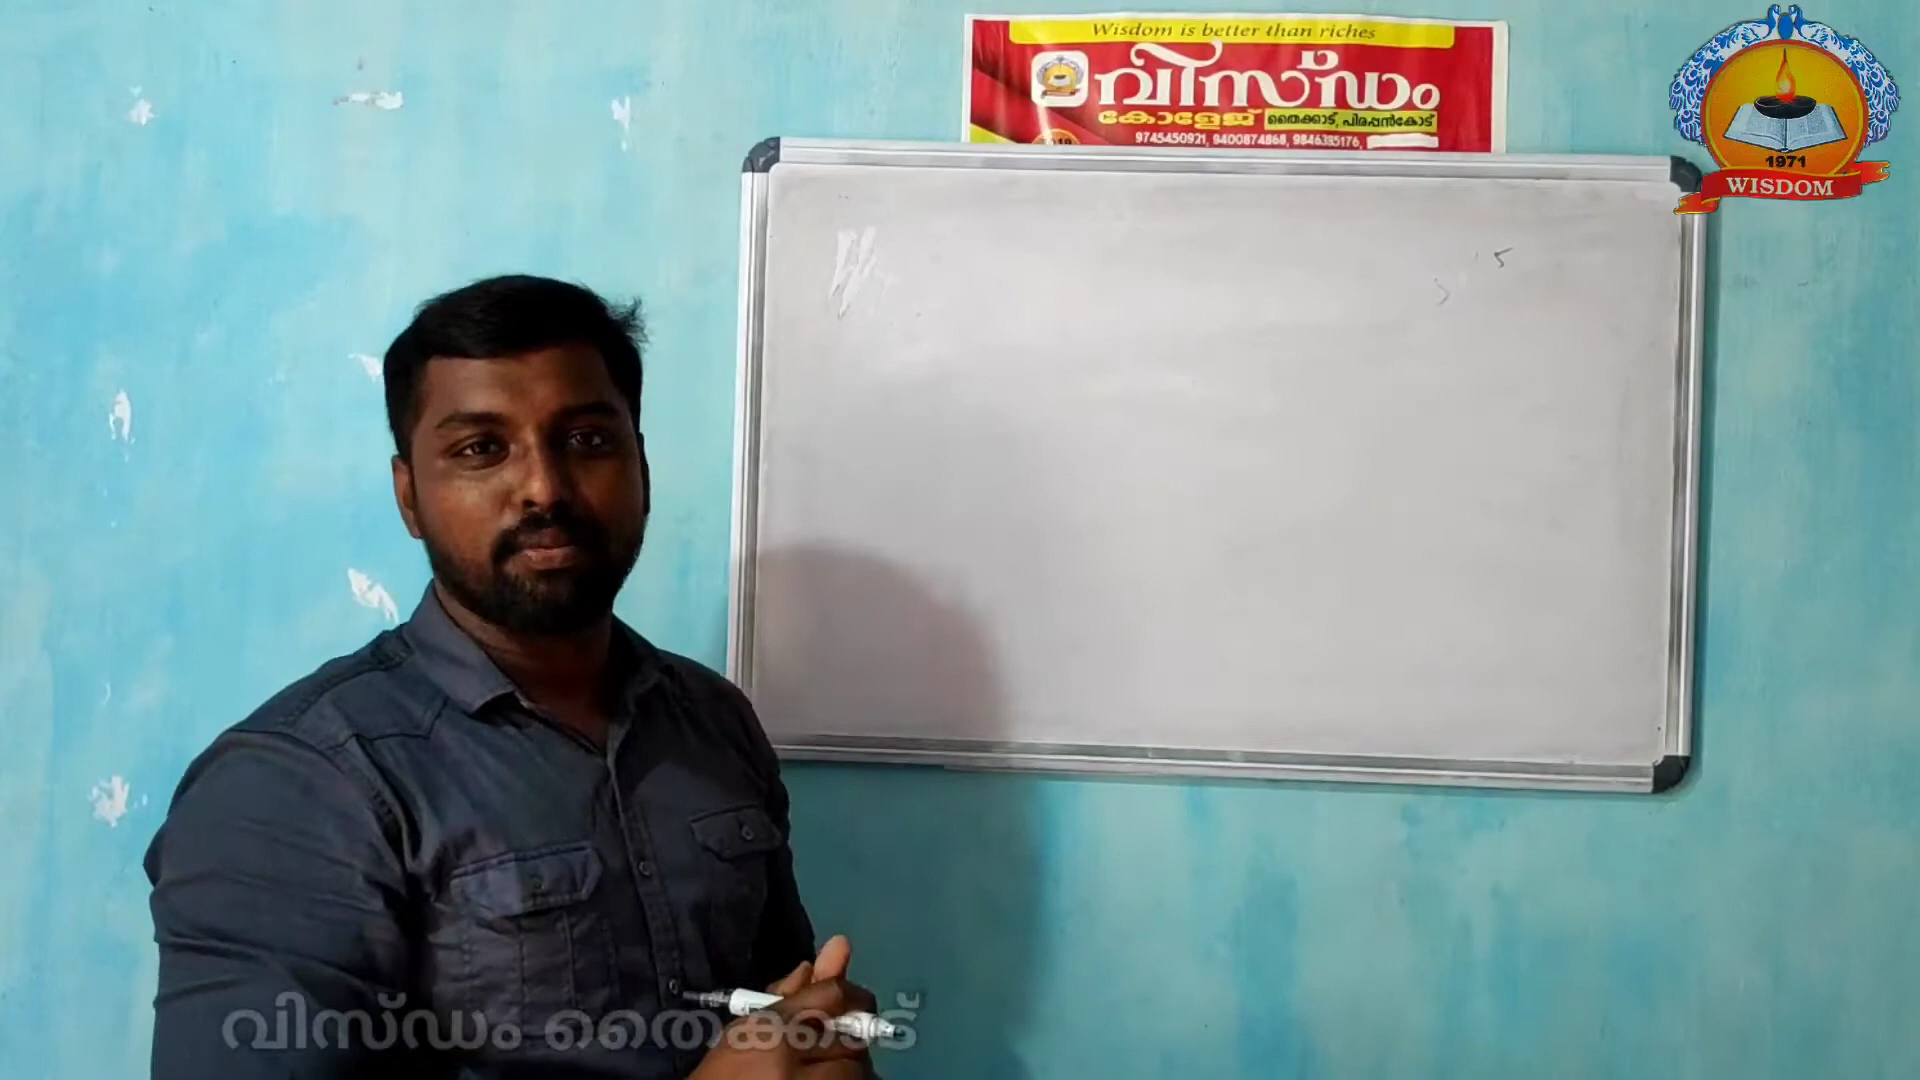 Wisdom is better than riches
വിസ്ഡം
കോളേജ് തൈക്കാട്, പിരപ്പൻകോട്
9745450921, 9400874868, 9846385176,
1971
WISDOM
വിസ്ഡം തൈക്കാട്